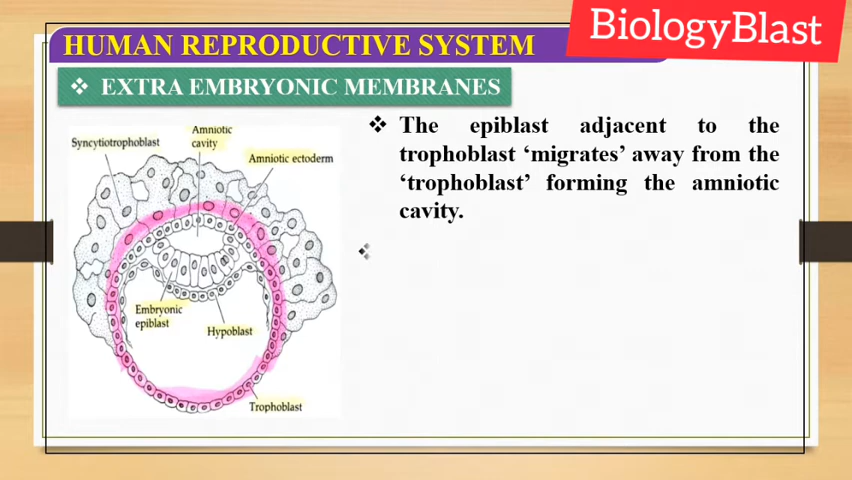 BiologyBlast
HUMAN REPRODUCTIVE SYSTEM
EXTRA EMBRYONIC MEMBRANES
Amniotic
cavity
Syncytiotrophoblast
Amniotic ectoderm
Embryonic
epiblast
Hypoblast
Trophoblast
The epiblast adjacent to the
trophoblast ‘migrates’ away from the
‘trophoblast’ forming the amniotic
cavity.